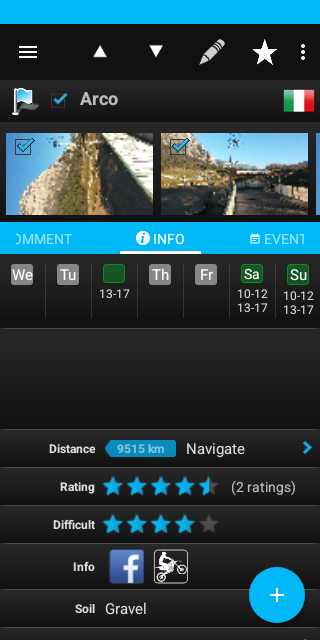 Arco
OMMENT
INFO
EVENT
We
Tu
Th
Fr
Sa
Su
13-17
10-12
13-17
10-12
13-17
Distance
9515 km
Navigate
Rating
(2 ratings)
Difficult
Info
f
Soil
Gravel
+